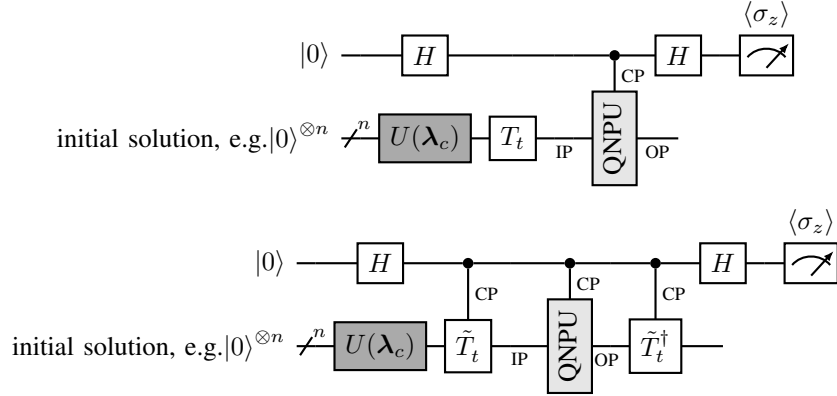 ⟨σ_z⟩
|0⟩ H H
CP
initial solution, e.g.|0⟩^{⊗n} n U(λ_c) T_t IP QNPU OP
⟨σ_z⟩
|0⟩ H H
CP CP CP
initial solution, e.g.|0⟩^{⊗n} n U(λ_c) T̃_t IP QNPU OP T̃_t^†